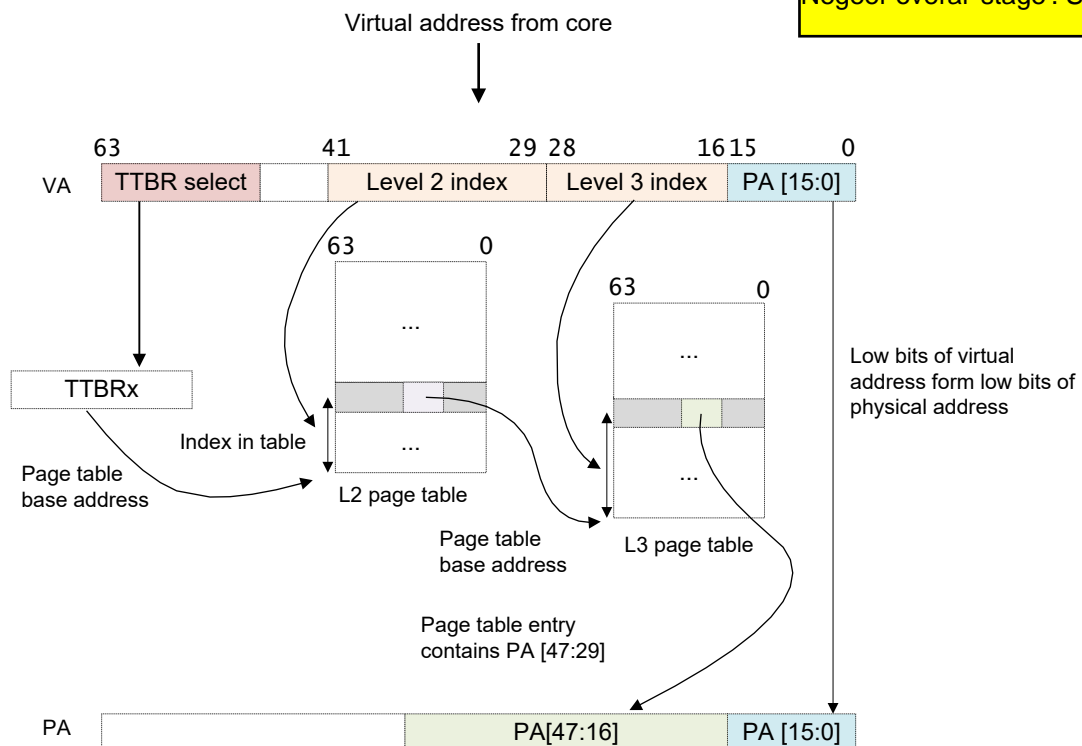 Negeer overal 'stage'. S
Virtual address from core
63 41 29 28 16 15 0
VA TTBR select Level 2 index Level 3 index PA [15:0]
63 0
63 0
...
...
Low bits of virtual
address form low bits of
physical address
TTBRx
Index in table
...
...
Page table
base address
L2 page table
Page table
base address
L3 page table
Page table entry
contains PA [47:29]
PA PA[47:16] PA [15:0]